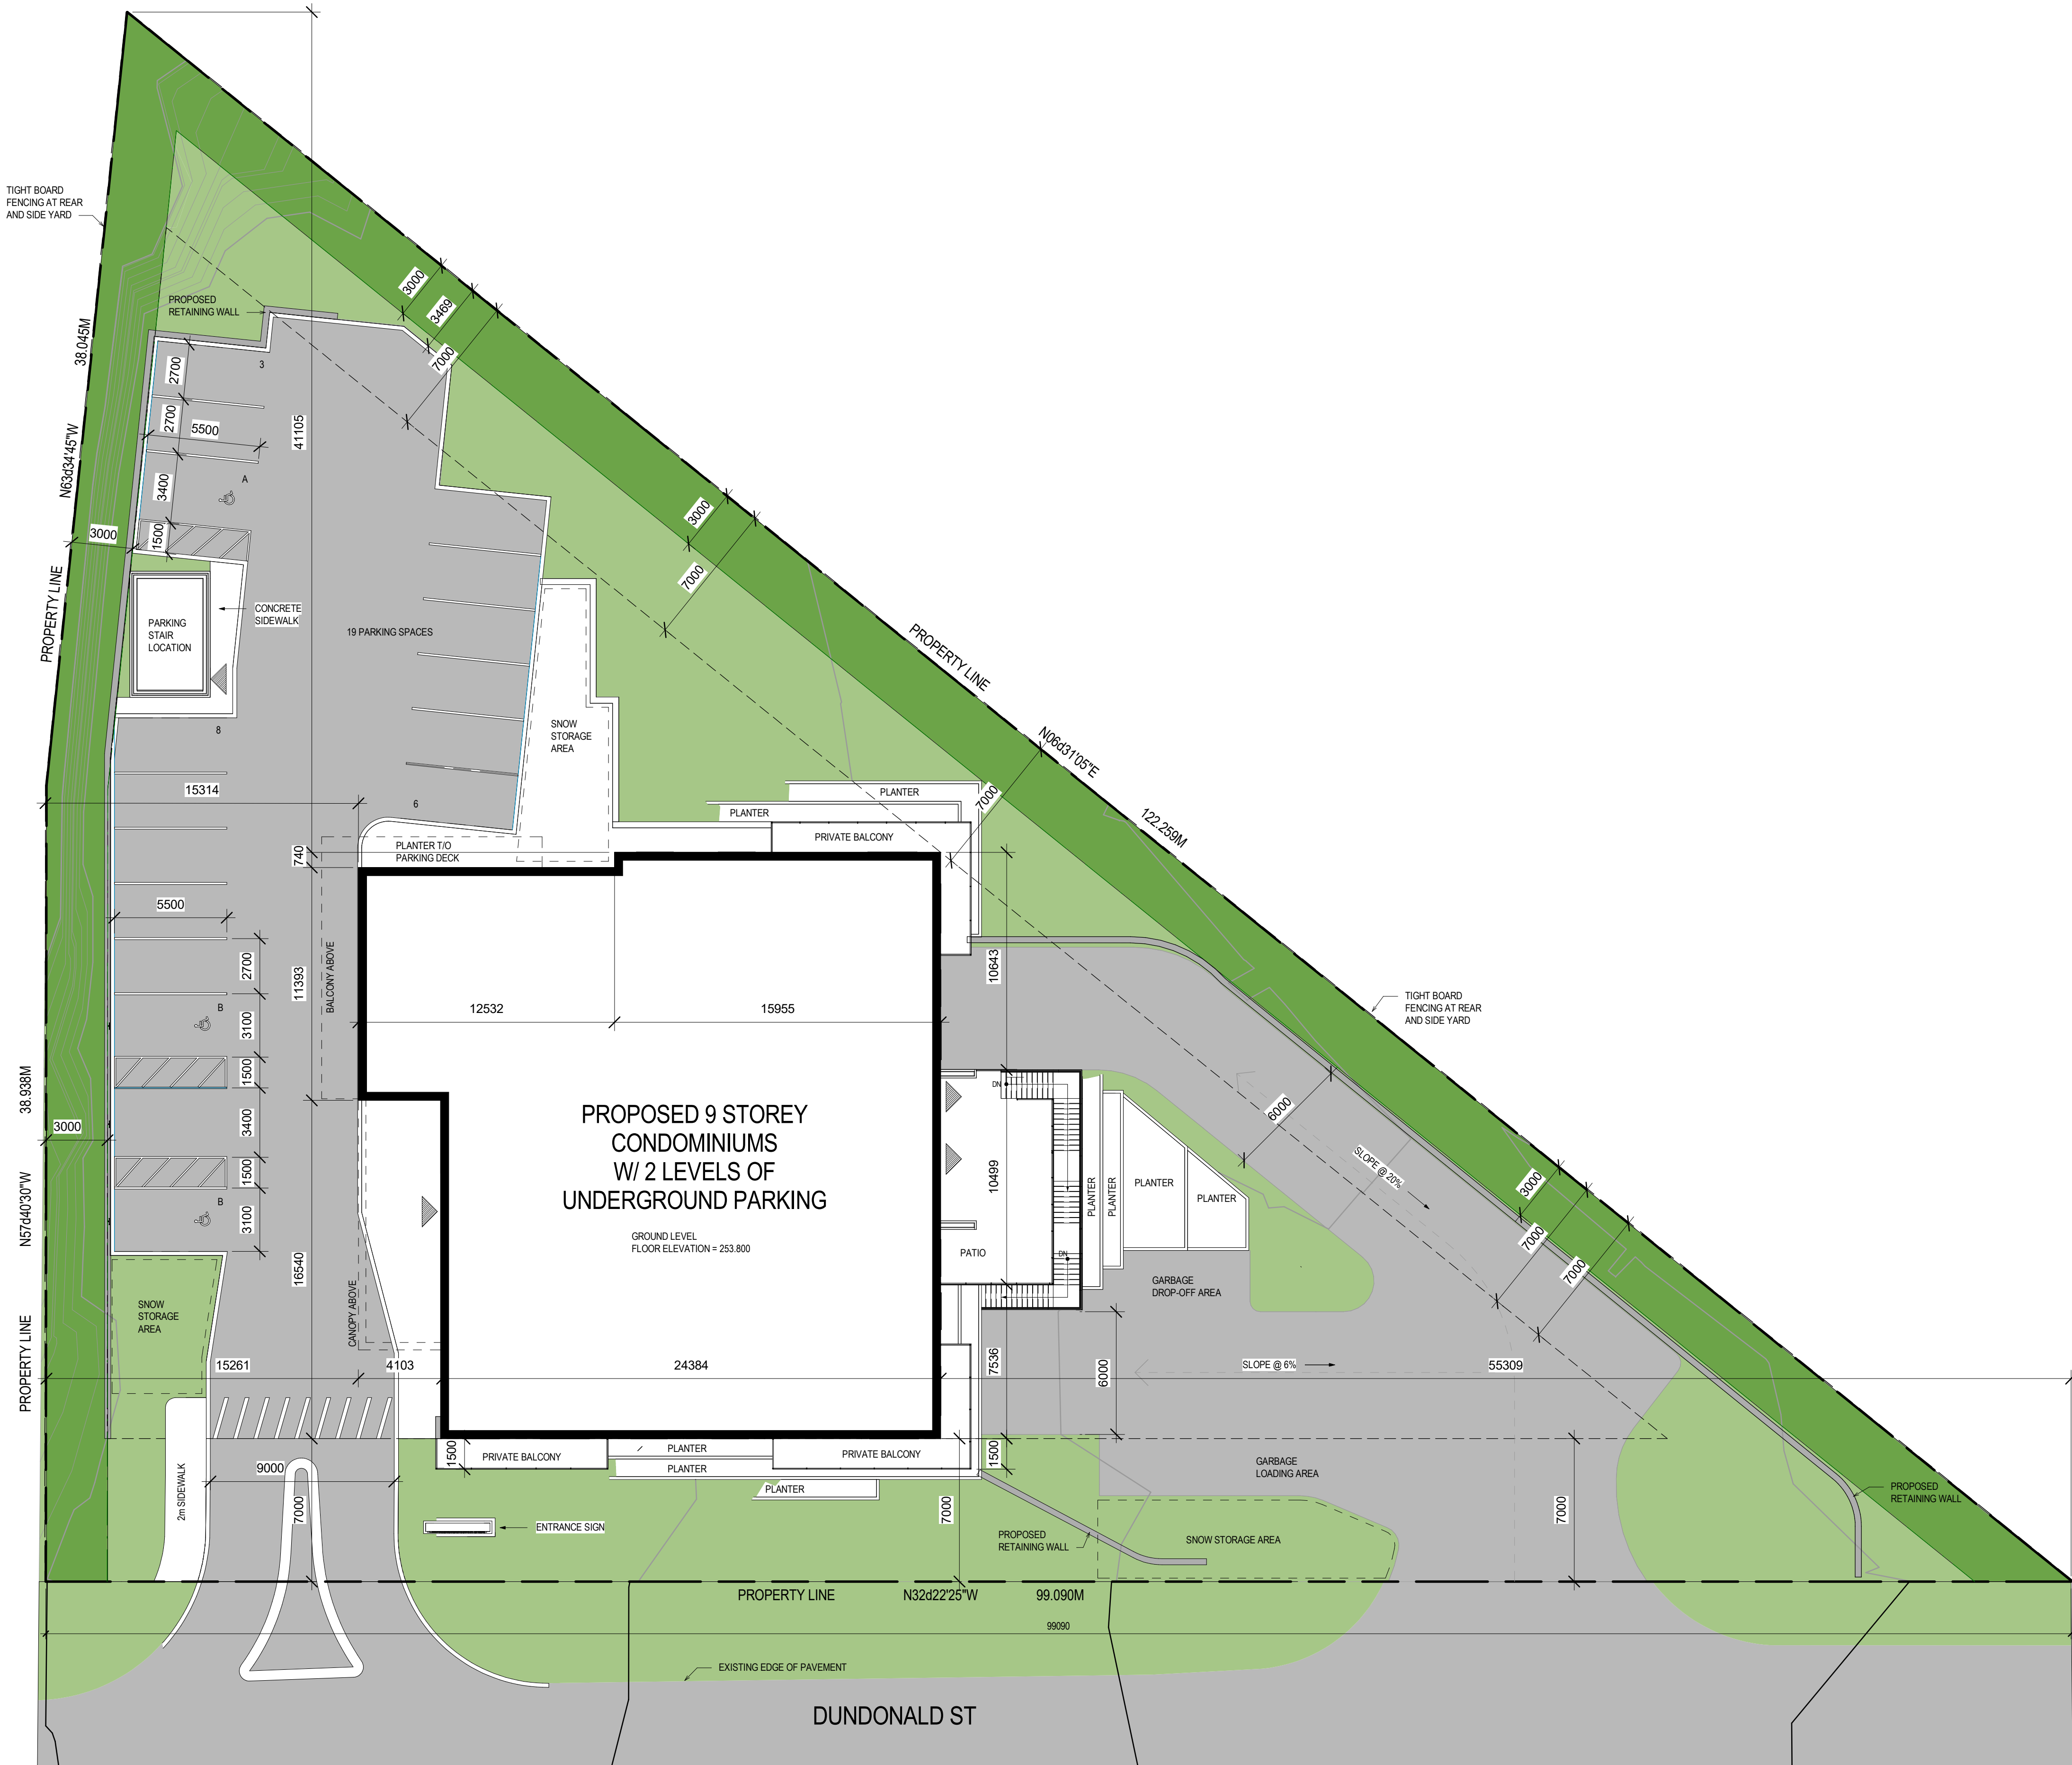 TIGHT BOARD
FENCING AT REAR
AND SIDE YARD
38.045M
N63d34'45"W
PROPERTY LINE
3000
PROPOSED
RETAINING WALL
3
2700
2700
5500
3400
A
1500
41105
3000
3469
7000
3000
7000
PARKING
STAIR
LOCATION
CONCRETE
SIDEWALK
19 PARKING SPACES
8
6
SNOW
STORAGE
AREA
PROPERTY LINE
N06d31'05"E
122.259M
7000
15314
740
PLANTER T/O
PARKING DECK
PLANTER
PLANTER
PRIVATE BALCONY
5500
2700
11393
BALCONY ABOVE
12532
15955
10643
TIGHT BOARD
FENCING AT REAR
AND SIDE YARD
B
3100
1500
3400
1500
B
3100
38.938M
3000
N57d40'30"W
PROPERTY LINE
PROPOSED 9 STOREY
CONDOMINIUMS
W/ 2 LEVELS OF
UNDERGROUND PARKING
GROUND LEVEL
FLOOR ELEVATION = 253.800
DN
10499
DN
PATIO
PLANTER
PLANTER
PLANTER
PLANTER
6000
SLOPE @ 20%
3000
7000
7000
GARBAGE
DROP-OFF AREA
16540
CANOPY ABOVE
SNOW
STORAGE
AREA
15261
4103
24384
7536
6000
SLOPE @ 6%
55309
1500
PRIVATE BALCONY
PLANTER
PLANTER
PRIVATE BALCONY
PLANTER
1500
9000
2m SIDEWALK
7000
ENTRANCE SIGN
7000
GARBAGE
LOADING AREA
7000
PROPOSED
RETAINING WALL
SNOW STORAGE AREA
PROPOSED
RETAINING WALL
PROPERTY LINE N32d22'25"W 99.090M
99090
EXISTING EDGE OF PAVEMENT
DUNDONALD ST